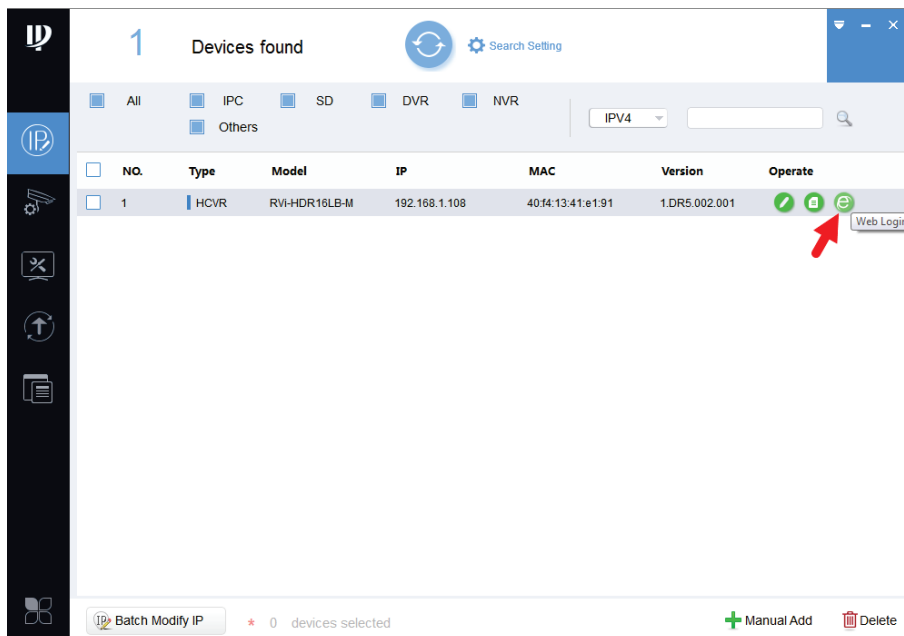 1 Devices found Search Setting
All IPC SD DVR NVR
Others
IPV4
NO. Type Model IP MAC Version Operate
1 HCVR RVi-HDR16LB-M 192.168.1.108 40:f4:13:41:e1:91 1.DR5.002.001
Web Login
Batch Modify IP * 0 devices selected Manual Add Delete